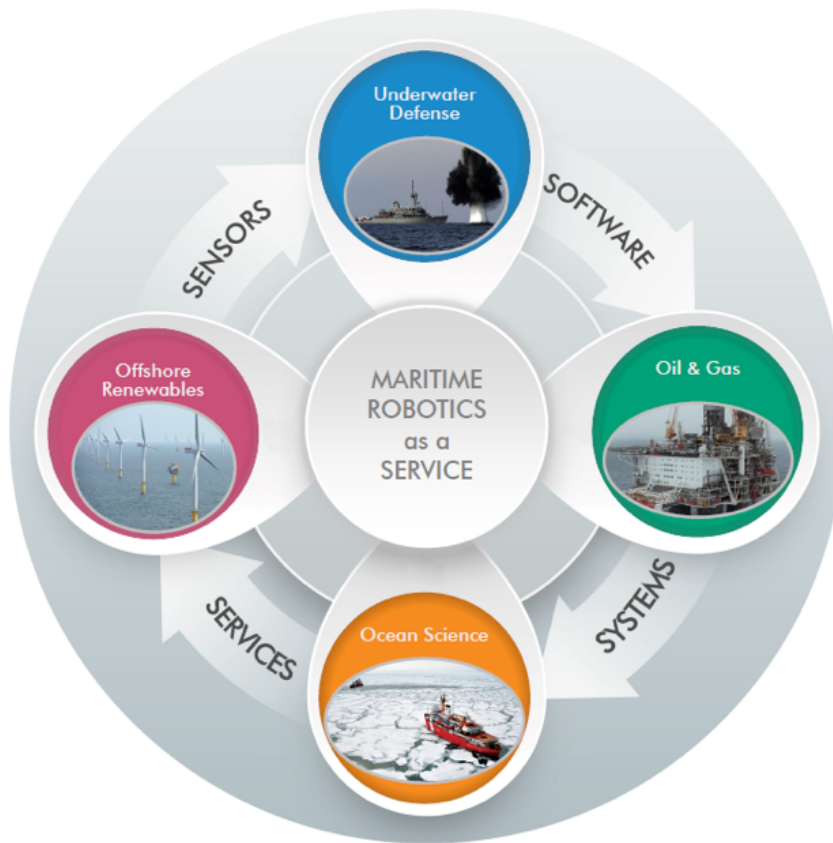 Underwater
Defense
SENSORS
SOFTWARE
Offshore
Renewables
MARITIME
ROBOTICS
as a
SERVICE
Oil & Gas
SERVICES
SYSTEMS
Ocean Science